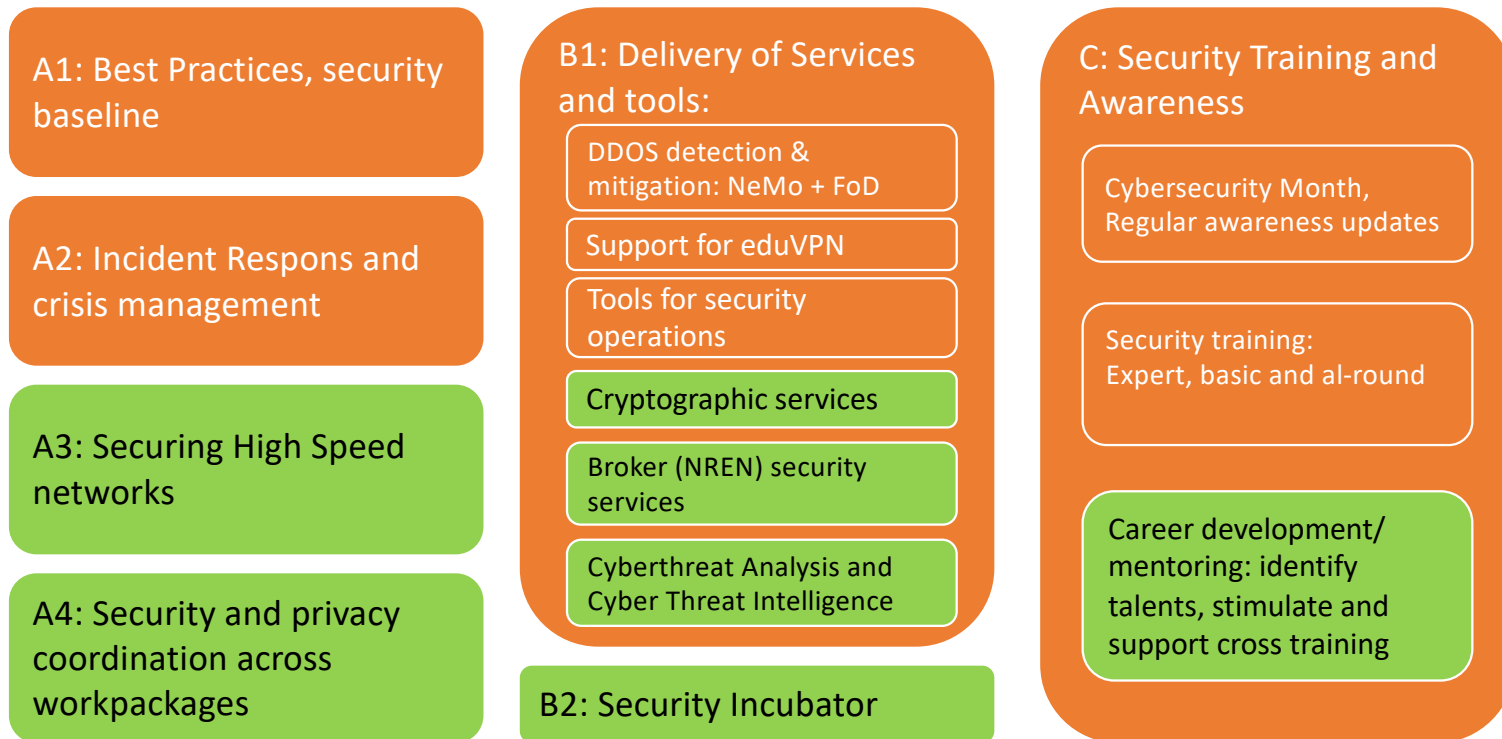 A1: Best Practices, security
baseline
A2: Incident Respons and
crisis management
A3: Securing High Speed
networks
A4: Security and privacy
coordination across
workpackages
B1: Delivery of Services
and tools:
DDOS detection &
mitigation: NeMo + FoD
Support for eduVPN
Tools for security
operations
Cryptographic services
Broker (NREN) security
services
Cyberthreat Analysis and
Cyber Threat Intelligence
B2: Security Incubator
C: Security Training and
Awareness
Cybersecurity Month,
Regular awareness updates
Security training:
Expert, basic and al-round
Career development/
mentoring: identify
talents, stimulate and
support cross training